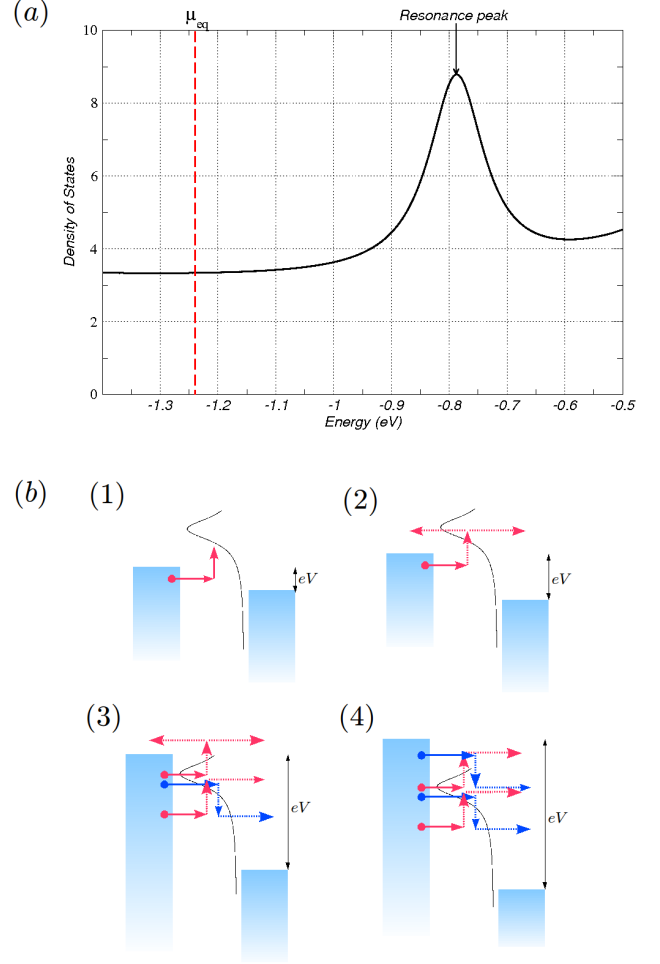 (a)
μeq
Resonance peak
10
8
6
4
2
0
Density of States
-1.3
-1.2
-1.1
-1
-0.9
-0.8
-0.7
-0.6
-0.5
Energy (eV)
(b)
(1)
(2)
eV
eV
(3)
(4)
eV
eV